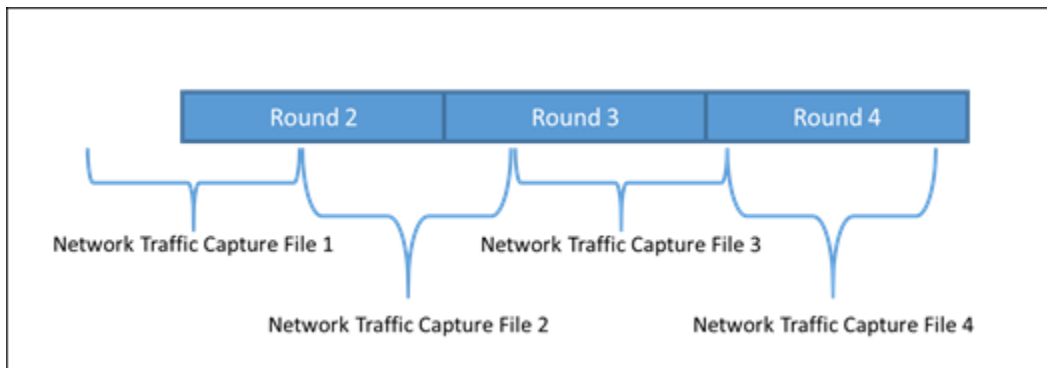 Round 2
Round 3
Round 4
Network Traffic Capture File 1
Network Traffic Capture File 3
Network Traffic Capture File 2
Network Traffic Capture File 4